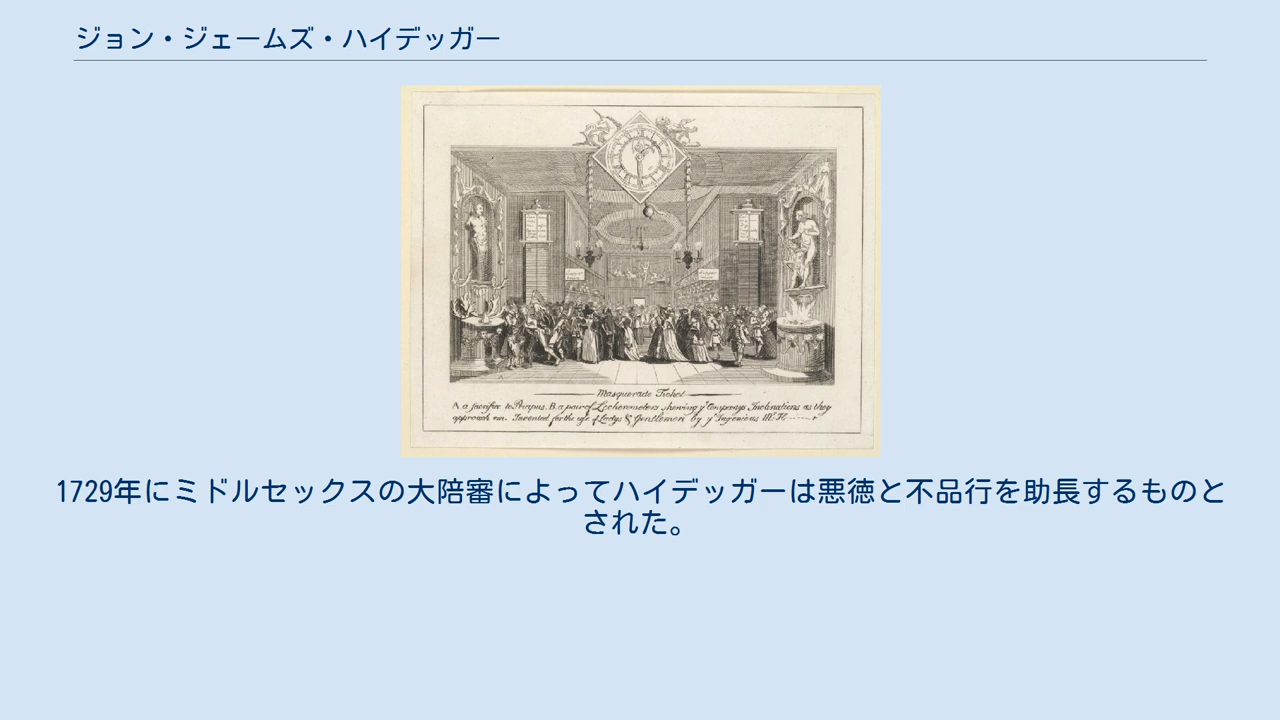 ジョン・ジェームズ・ハイデッガー
Masquerade Ticket
A a sacrifice to Priapus. B a pair of Lecherometers shewing yᵉ Companys Inclinations as they
approach em. Invented for the use of Ladys & Gentlemen by yᵉ Ingenious Mʳ H
1729年にミドルセックスの大陪審によってハイデッガーは悪徳と不品行を助長するものと
された。